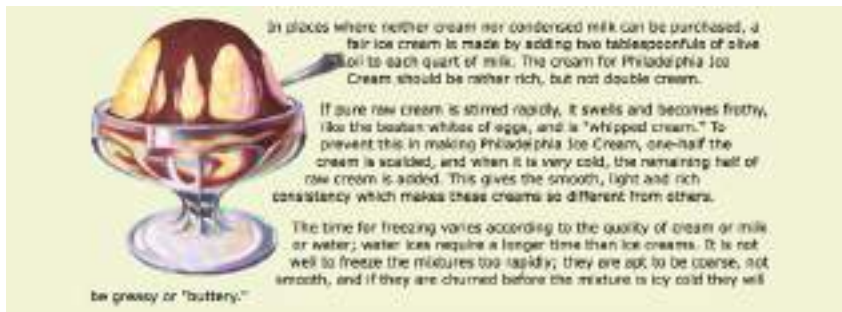 In places where neither cream nor condensed milk can be purchased, a
fair ice cream is made by adding two tablespoonfuls of olive
oil to each quart of milk. The cream for Philadelphia Ice
Cream should be rather rich, but not double cream.
If pure raw cream is stirred rapidly, it swells and becomes frothy,
like the beaten whites of eggs, and is "whipped cream." To
prevent this in making Philadelphia Ice Cream, one-half the
cream is scalded, and when it is very cold, the remaining half of
raw cream is added. This gives the smooth, light and rich
consistency which makes these creams so different from others.
The time for freezing varies according to the quality of cream or milk
or water; water ices require a longer time than ice creams. It is not
well to freeze the mixtures too rapidly; they are apt to be coarse, not
smooth, and if they are churned before the mixture is icy cold they will
be greasy or "buttery."